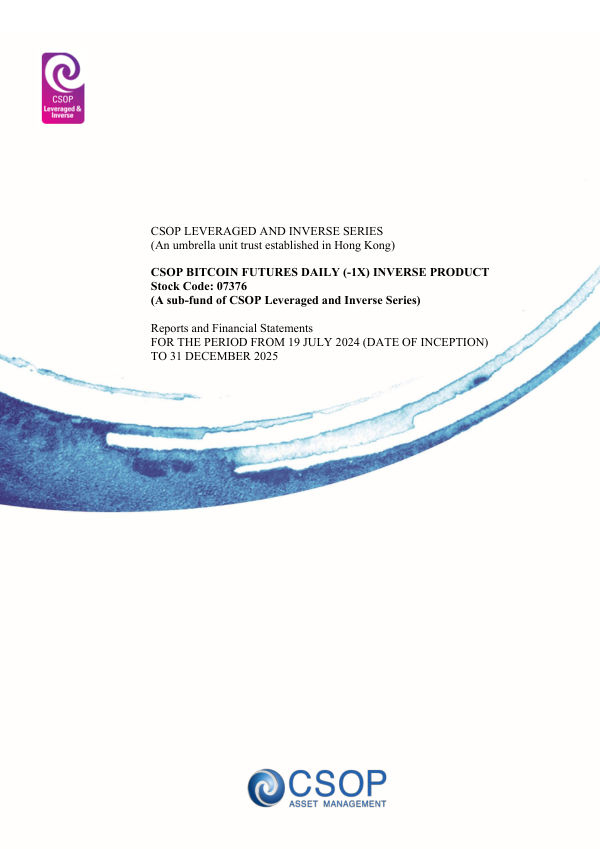 CSOP
Leveraged &
Inverse
CSOP LEVERAGED AND INVERSE SERIES
(An umbrella unit trust established in Hong Kong)
CSOP BITCOIN FUTURES DAILY (-1X) INVERSE PRODUCT
Stock Code: 07376
(A sub-fund of CSOP Leveraged and Inverse Series)
Reports and Financial Statements
FOR THE PERIOD FROM 19 JULY 2024 (DATE OF INCEPTION)
TO 31 DECEMBER 2025
CSOP
ASSET MANAGEMENT